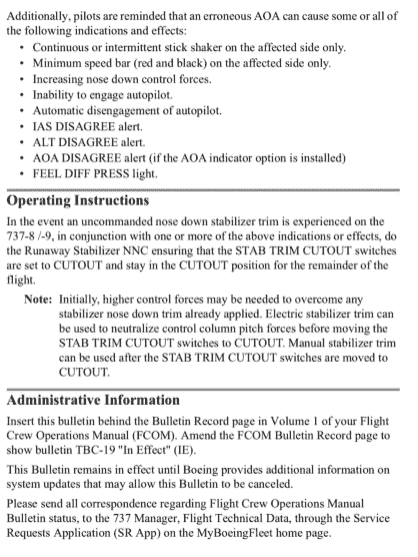 Additionally, pilots are reminded that an erroneous AOA can cause some or all of
the following indications and effects:
• Continuous or intermittent stick shaker on the affected side only.
• Minimum speed bar (red and black) on the affected side only.
• Increasing nose down control forces.
• Inability to engage autopilot.
• Automatic disengagement of autopilot.
• IAS DISAGREE alert.
• ALT DISAGREE alert.
• AOA DISAGREE alert (if the AOA indicator option is installed)
• FEEL DIFF PRESS light.
Operating Instructions
In the event an uncommanded nose down stabilizer trim is experienced on the
737-8 /-9, in conjunction with one or more of the above indications or effects, do
the Runaway Stabilizer NNC ensuring that the STAB TRIM CUTOUT switches
are set to CUTOUT and stay in the CUTOUT position for the remainder of the
flight.
Note: Initially, higher control forces may be needed to overcome any
stabilizer nose down trim already applied. Electric stabilizer trim can
be used to neutralize control column pitch forces before moving the
STAB TRIM CUTOUT switches to CUTOUT. Manual stabilizer trim
can be used after the STAB TRIM CUTOUT switches are moved to
CUTOUT.
Administrative Information
Insert this bulletin behind the Bulletin Record page in Volume 1 of your Flight
Crew Operations Manual (FCOM). Amend the FCOM Bulletin Record page to
show bulletin TBC-19 "In Effect" (IE).
This Bulletin remains in effect until Boeing provides additional information on
system updates that may allow this Bulletin to be canceled.
Please send all correspondence regarding Flight Crew Operations Manual
Bulletin status, to the 737 Manager, Flight Technical Data, through the Service
Requests Application (SR App) on the MyBoeingFleet home page.